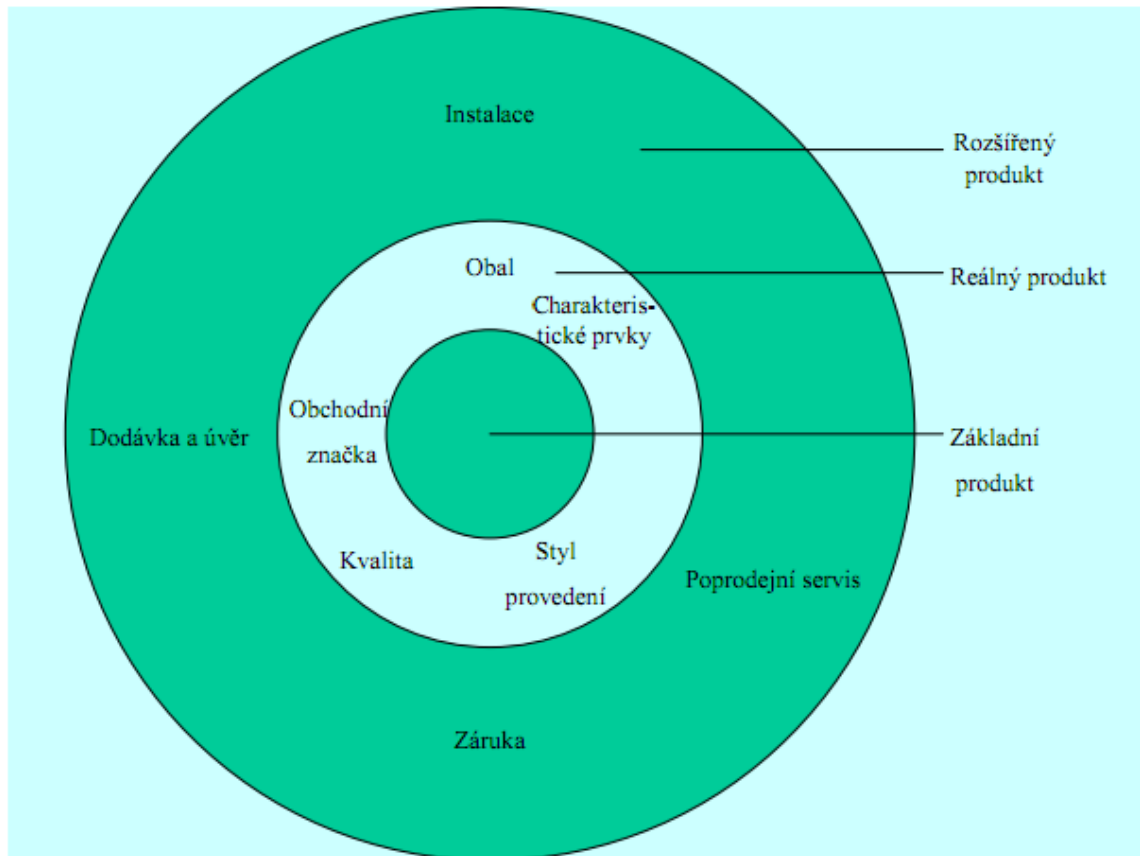 Instalace
Rozšířený
produkt
Obal
Reálný produkt
Charakteris-
tické prvky
Obchodní
značka
Dodávka a úvěr
Základní
produkt
Kvalita
Styl
provedení
Poprodejní servis
Záruka